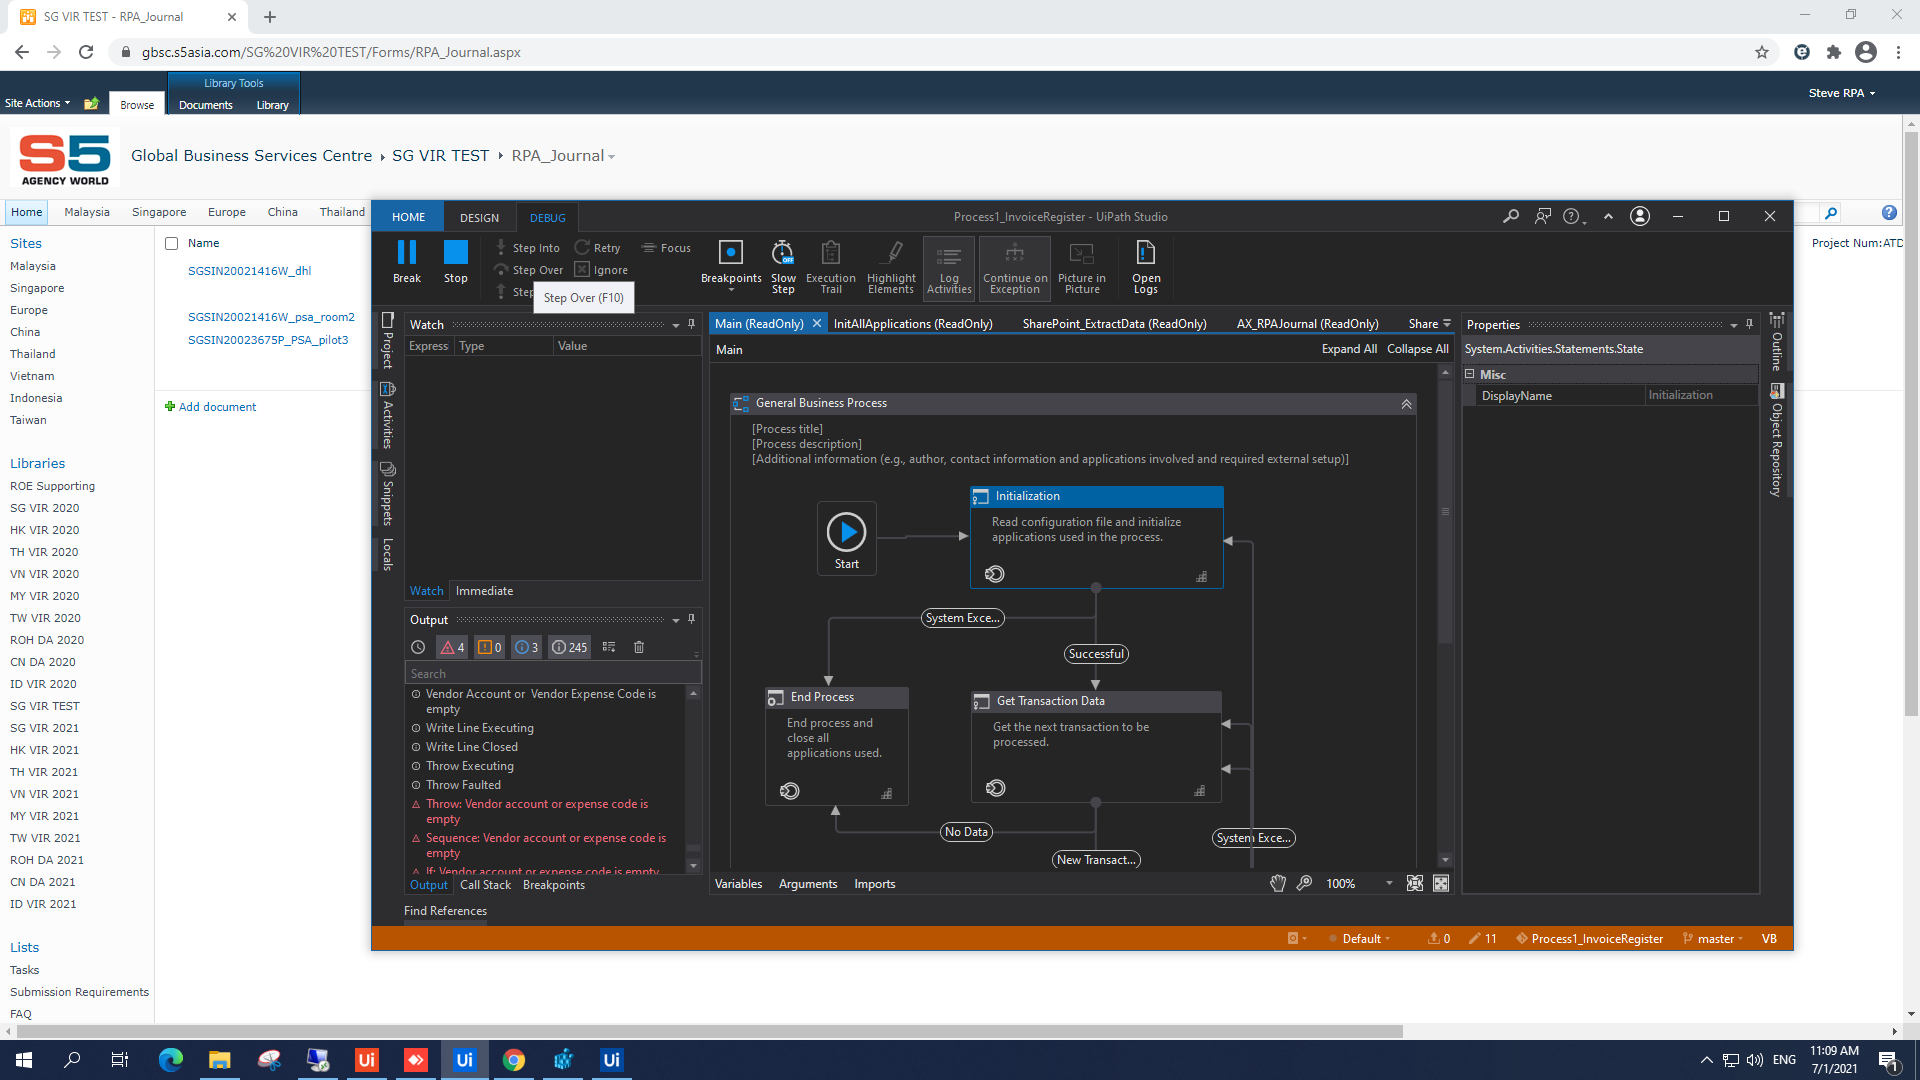 SG VIR TEST - RPA_Journal
gbsc.s5asia.com/SG%20VIR%20TEST/Forms/RPA_Journal.aspx
Library Tools
Site Actions
Browse
Documents
Library
Steve RPA
S5
AGENCY WORLD
Global Business Services Centre
SG VIR TEST
RPA_Journal
Home
Malaysia
Singapore
Europe
China
Thailand
Sites
Malaysia
Singapore
Europe
China
Thailand
Vietnam
Indonesia
Taiwan
Libraries
ROE Supporting
SG VIR 2020
HK VIR 2020
TH VIR 2020
VN VIR 2020
MY VIR 2020
TW VIR 2020
ROH DA 2020
CN DA 2020
ID VIR 2020
SG VIR TEST
SG VIR 2021
HK VIR 2021
TH VIR 2021
VN VIR 2021
MY VIR 2021
TW VIR 2021
ROH DA 2021
CN DA 2021
ID VIR 2021
Lists
Tasks
Submission Requirements
FAQ
Name
SGSIN20021416W_dhl
SGSIN20021416W_psa_room2
SGSIN20023675P_PSA_pilot3
Add document
Project Num:ATD
HOME
DESIGN
DEBUG
Process1_InvoiceRegister - UiPath Studio
Break
Stop
Step Into
Step Over
Step
Retry
Ignore
Focus
Step Over (F10)
Breakpoints
Slow
Step
OFF
Execution
Trail
Highlight
Elements
Log
Activities
Continue on
Exception
Picture in
Picture
Open
Logs
Project
Activities
Snippets
Locals
Watch
Express
Type
Value
Watch
Immediate
Output
4
0
3
245
Search
Vendor Account or Vendor Expense Code is
empty
Write Line Executing
Write Line Closed
Throw Executing
Throw Faulted
Throw: Vendor account or expense code is
empty
Sequence: Vendor account or expense code is
empty
If: Vendor account or expense code is empty
Output
Call Stack
Breakpoints
Find References
Main (ReadOnly)
InitAllApplications (ReadOnly)
SharePoint_ExtractData (ReadOnly)
AX_RPAJournal (ReadOnly)
Share
Main
Expand All
Collapse All
General Business Process
[Process title]
[Process description]
[Additional information (e.g., author, contact information and applications involved and required external setup)]
Start
Initialization
Read configuration file and initialize
applications used in the process.
System Exce...
Successful
End Process
End process and
close all
applications used.
Get Transaction Data
Get the next transaction to be
processed.
No Data
New Transact...
System Exce...
Variables
Arguments
Imports
100%
Properties
System.Activities.Statements.State
Misc
DisplayName
Initialization
Outline
Object Repository
Default
0
11
Process1_InvoiceRegister
master
VB
Ui
Ui
Ui
ENG
11:09 AM
7/1/2021
1